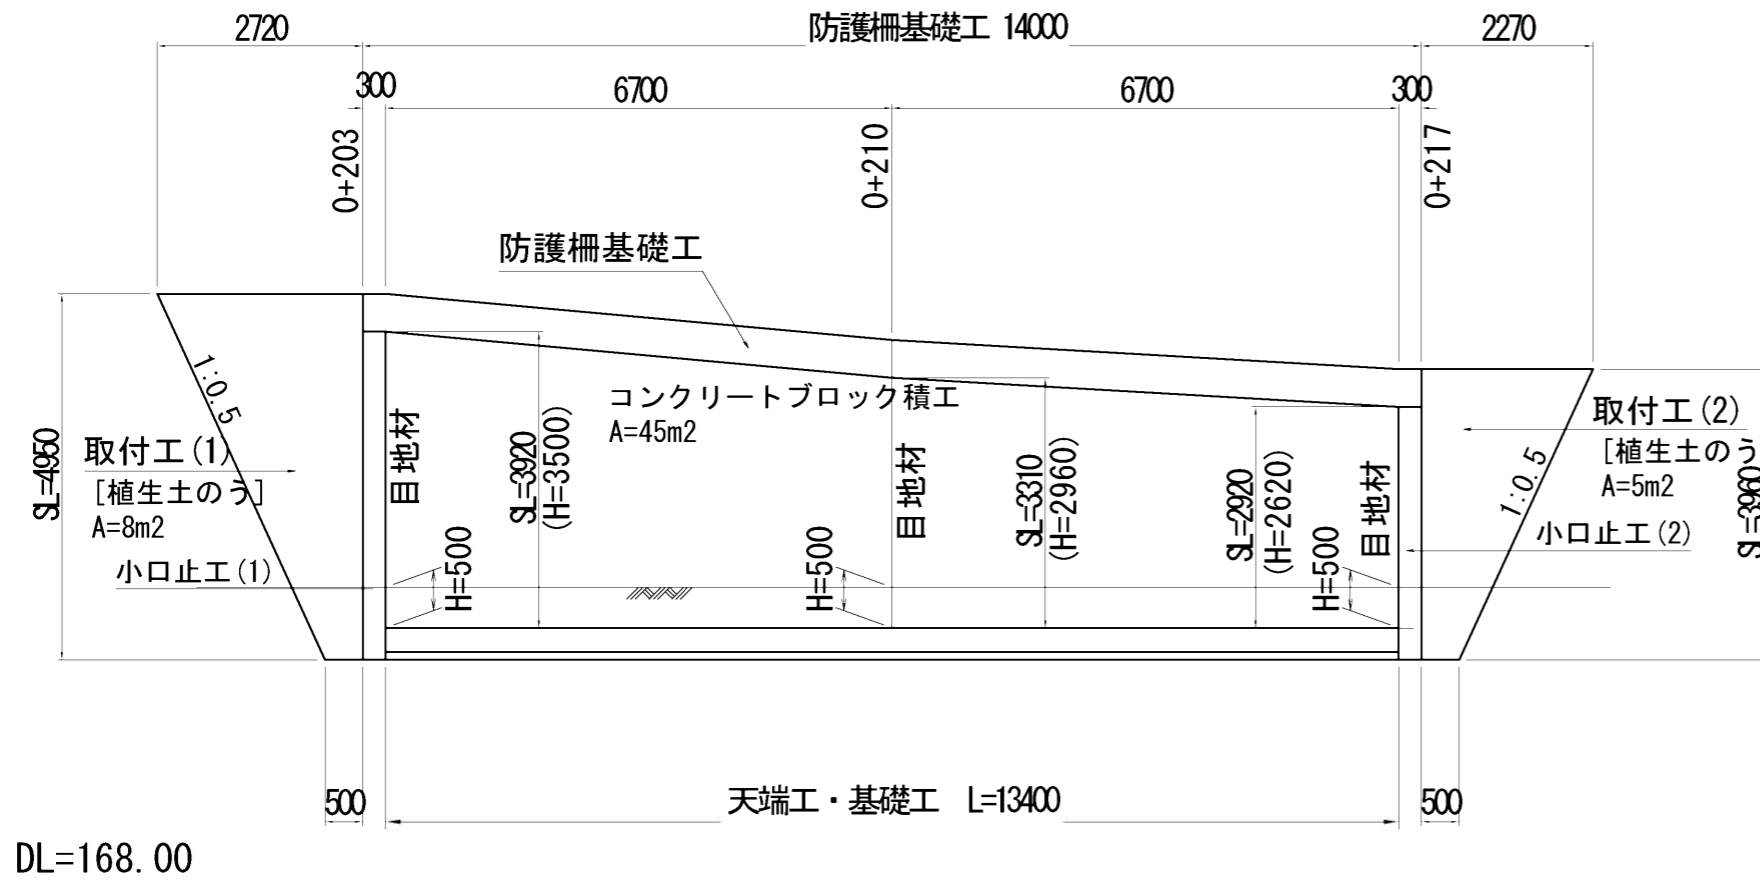 2720
防護柵基礎工 14000
2270
300
6700
6700
300
0+203
0+210
0+217
防護柵基礎工
1:0.5
コンクリートブロック積工
A=45m2
SL=4950
取付工(1)
[植生土のう]
A=8m2
小口止工(1)
目地材
H=500
SL=3920
(H=3500)
目地材
H=500
SL=3310
(H=2960)
SL=2920
(H=2620)
目地材
H=500
1:0.5
取付工(2)
[植生土のう
A=5m2
小口止工(2)
SL=3960
500
天端工・基礎工 L=13400
500
DL=168.00